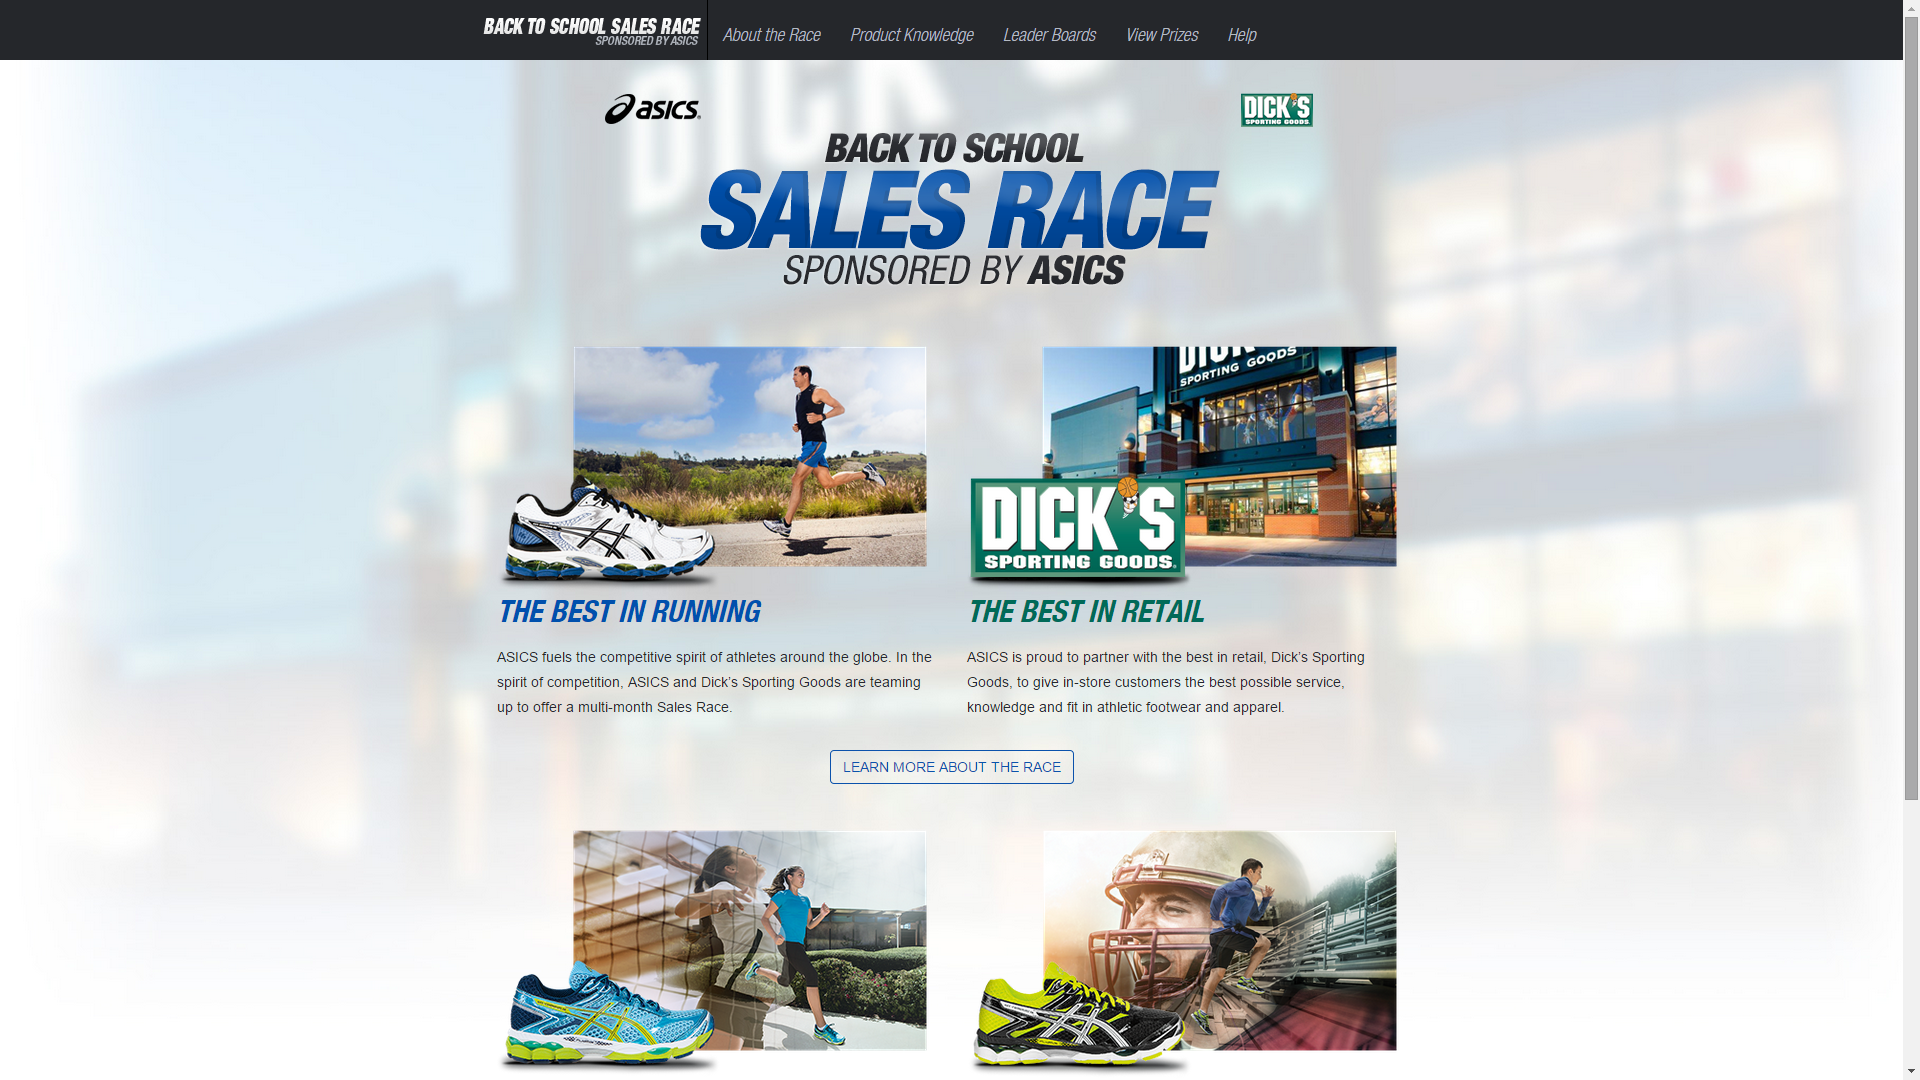 BACK TO SCHOOL SALES RACE
SPONSORED BY ASICS
About the Race
Product Knowledge
Leader Boards
View Prizes
Help
asics
DICK'S
SPORTING GOODS
BACK TO SCHOOL
SALES RACE
SPONSORED BY ASICS
SPORTING GOODS
DICK'S
SPORTING GOODS
THE BEST IN RUNNING
ASICS fuels the competitive spirit of athletes around the globe. In the
spirit of competition, ASICS and Dick’s Sporting Goods are teaming
up to offer a multi-month Sales Race.
THE BEST IN RETAIL
ASICS is proud to partner with the best in retail, Dick’s Sporting
Goods, to give in-store customers the best possible service,
knowledge and fit in athletic footwear and apparel.
LEARN MORE ABOUT THE RACE